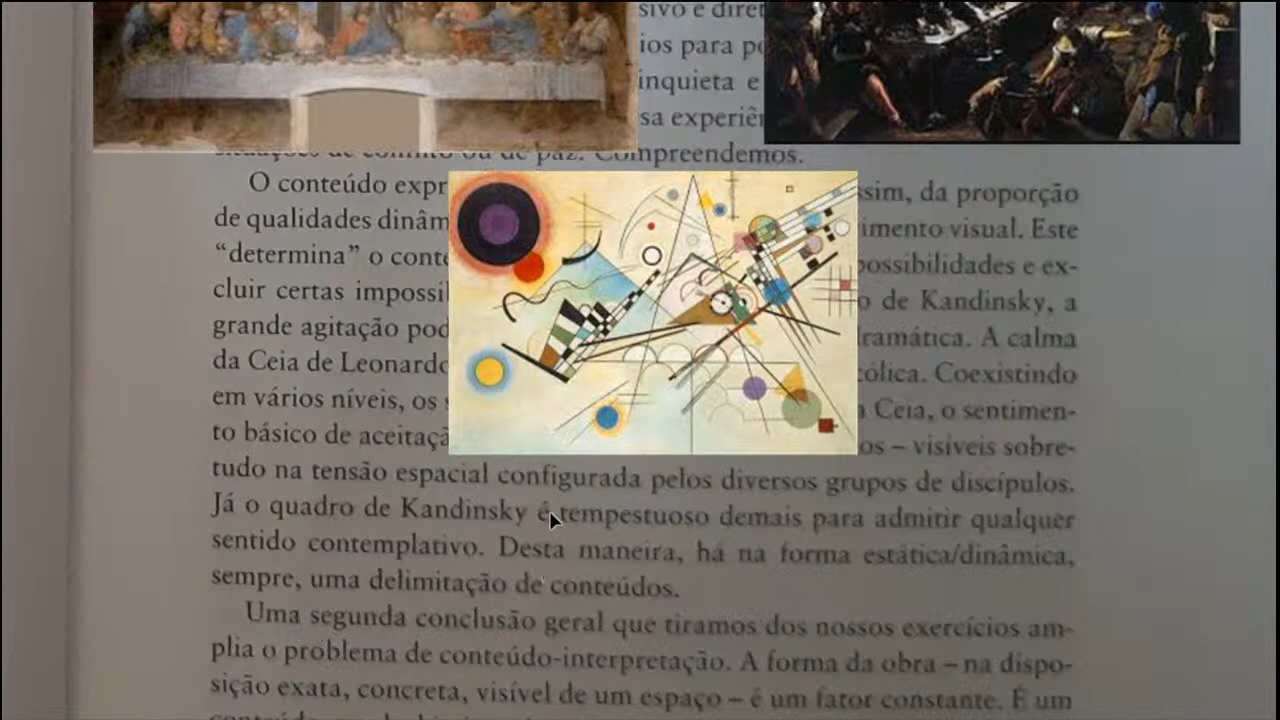 sivo e diret
ios para po
inquieta e
sa experiên
situações de conflito ou de paz. Compreendemos.
O conteúdo expr ssim, da proporção
de qualidades dinâm imento visual. Este
“determina” o conte possibilidades e ex-
cluir certas impossil o de Kandinsky, a
grande agitação pod ramática. A calma
da Ceia de Leonardo cólica. Coexistindo
em vários níveis, os s a Ceia, o sentimen-
to básico de aceitaçã os – visíveis sobre-
tudo na tensão espacial configurada pelos diversos grupos de discípulos.
Já o quadro de Kandinsky é tempestuoso demais para admitir qualquer
sentido contemplativo. Desta maneira, há na forma estática/dinâmica,
sempre, uma delimitação de conteúdos.
Uma segunda conclusão geral que tiramos dos nossos exercícios am-
plia o problema de conteúdo-interpretação. A forma da obra – na dispo-
sição exata, concreta, visível de um espaço – é um fator constante. É um